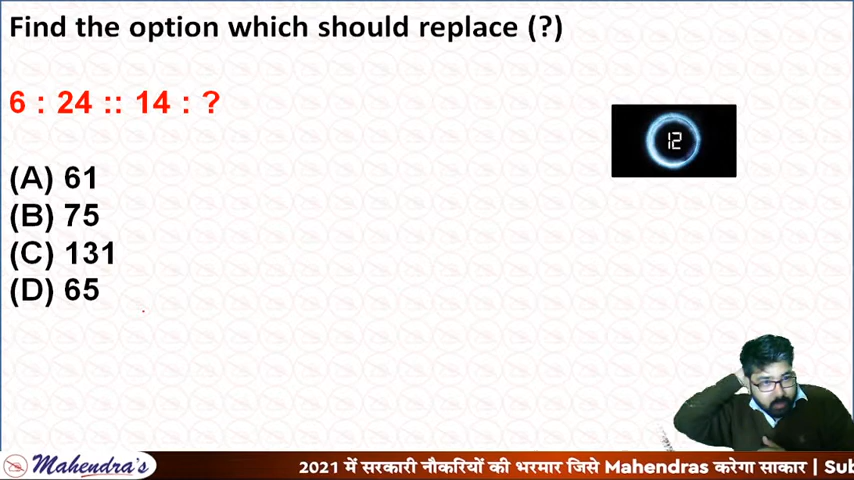 Find the option which should replace (?)
6 : 24 :: 14 : ?
12
(A) 61
(B) 75
(C) 131
(D) 65
Mahendra's
2021 में सरकारी नौकरियों की भरमार जिसे Mahendras करेगा साकार | Sub